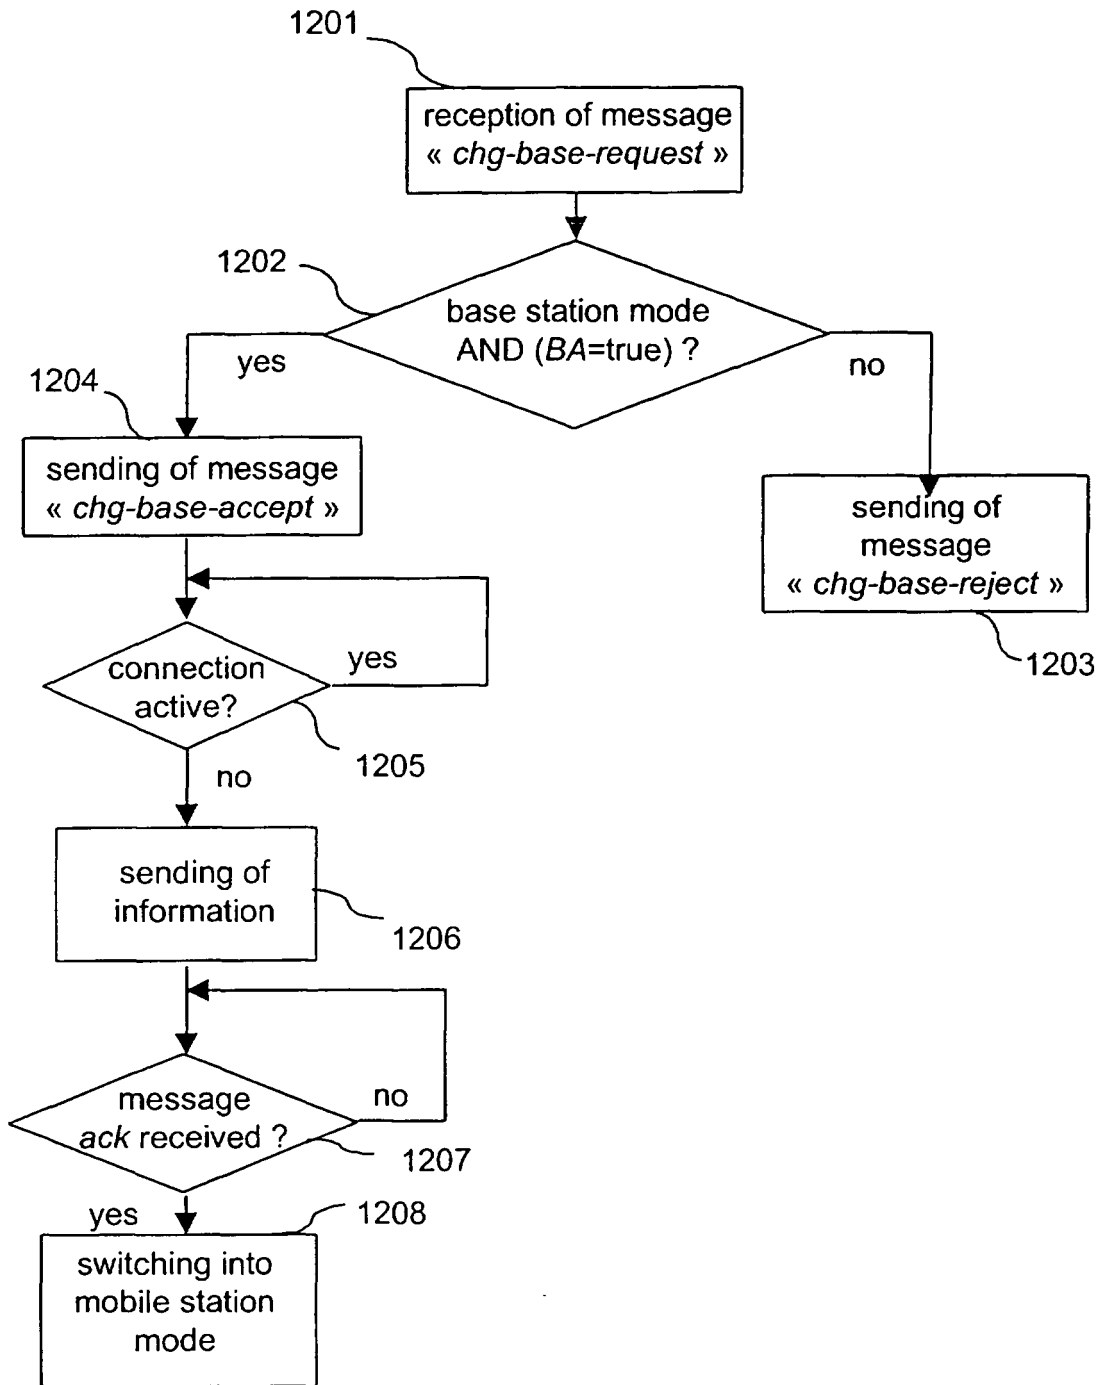 1201
reception of message
« chg-base-request »
1202
base station mode
AND (BA=true) ?
yes
no
1204
sending of message
« chg-base-accept »
sending of
message
« chg-base-reject »
1203
connection
active?
yes
1205
no
sending of
information
1206
message
ack received ?
no
1207
yes
1208
switching into
mobile station
mode